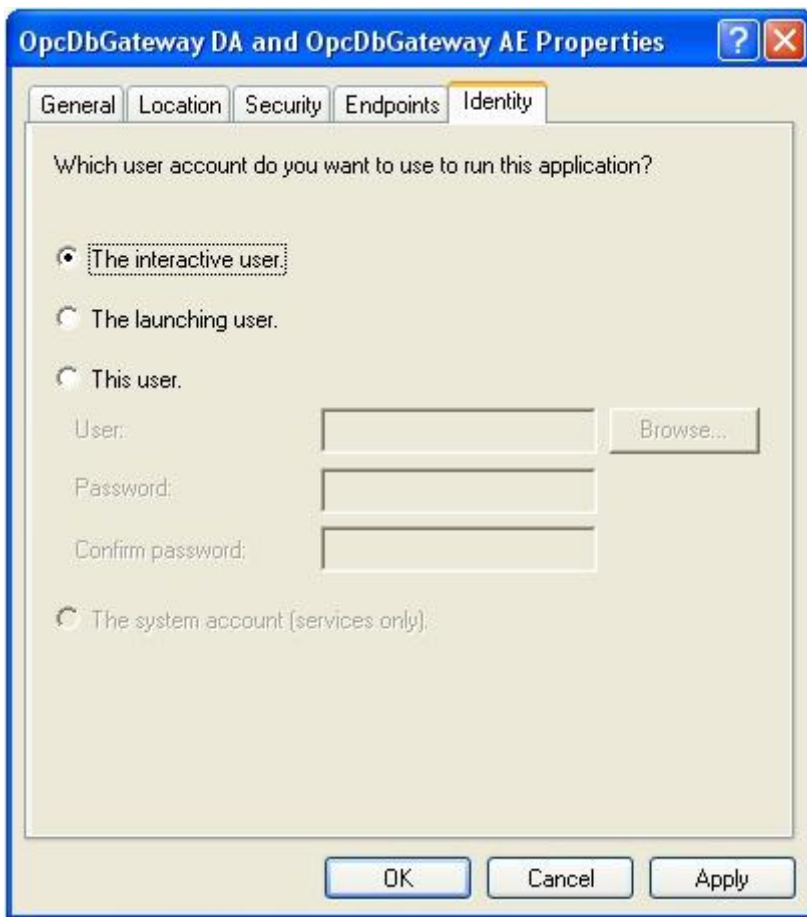 OpcDbGateway DA and OpcDbGateway AE Properties
General Location Security Endpoints Identity
Which user account do you want to use to run this application?
The interactive user.
The launching user.
This user.
User: Browse...
Password:
Confirm password:
The system account (services only).
OK Cancel Apply